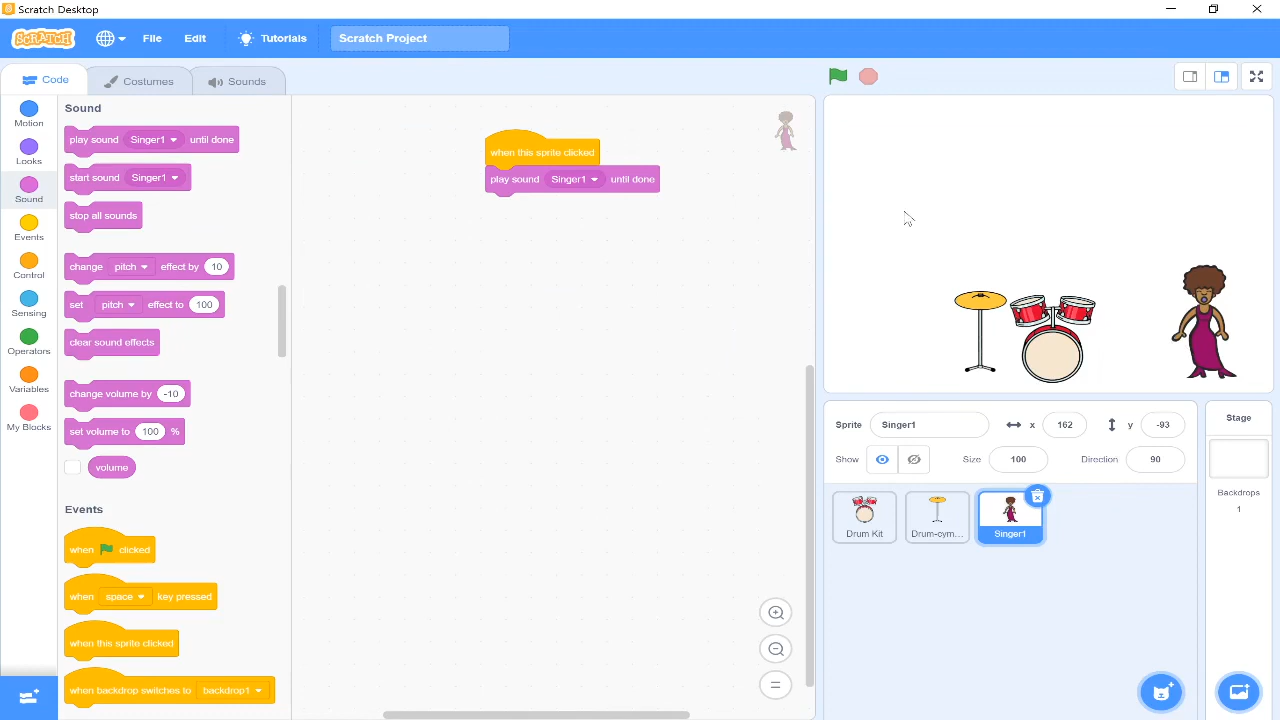 Scratch Desktop
SCRATCH
File
Edit
Tutorials
Scratch Project
Code
Costumes
Sounds
Motion
Looks
Sound
Events
Control
Sensing
Operators
Variables
My Blocks
Sound
play sound Singer1 until done
start sound Singer1
stop all sounds
change pitch effect by 10
set pitch effect to 100
clear sound effects
change volume by -10
set volume to 100 %
volume
Events
when clicked
when space key pressed
when this sprite clicked
when backdrop switches to backdrop1
when this sprite clicked
play sound Singer1 until done
Sprite Singer1 x 162 y -93
Show Size 100 Direction 90
Drum Kit
Drum-cym...
Singer1
Stage
Backdrops
1